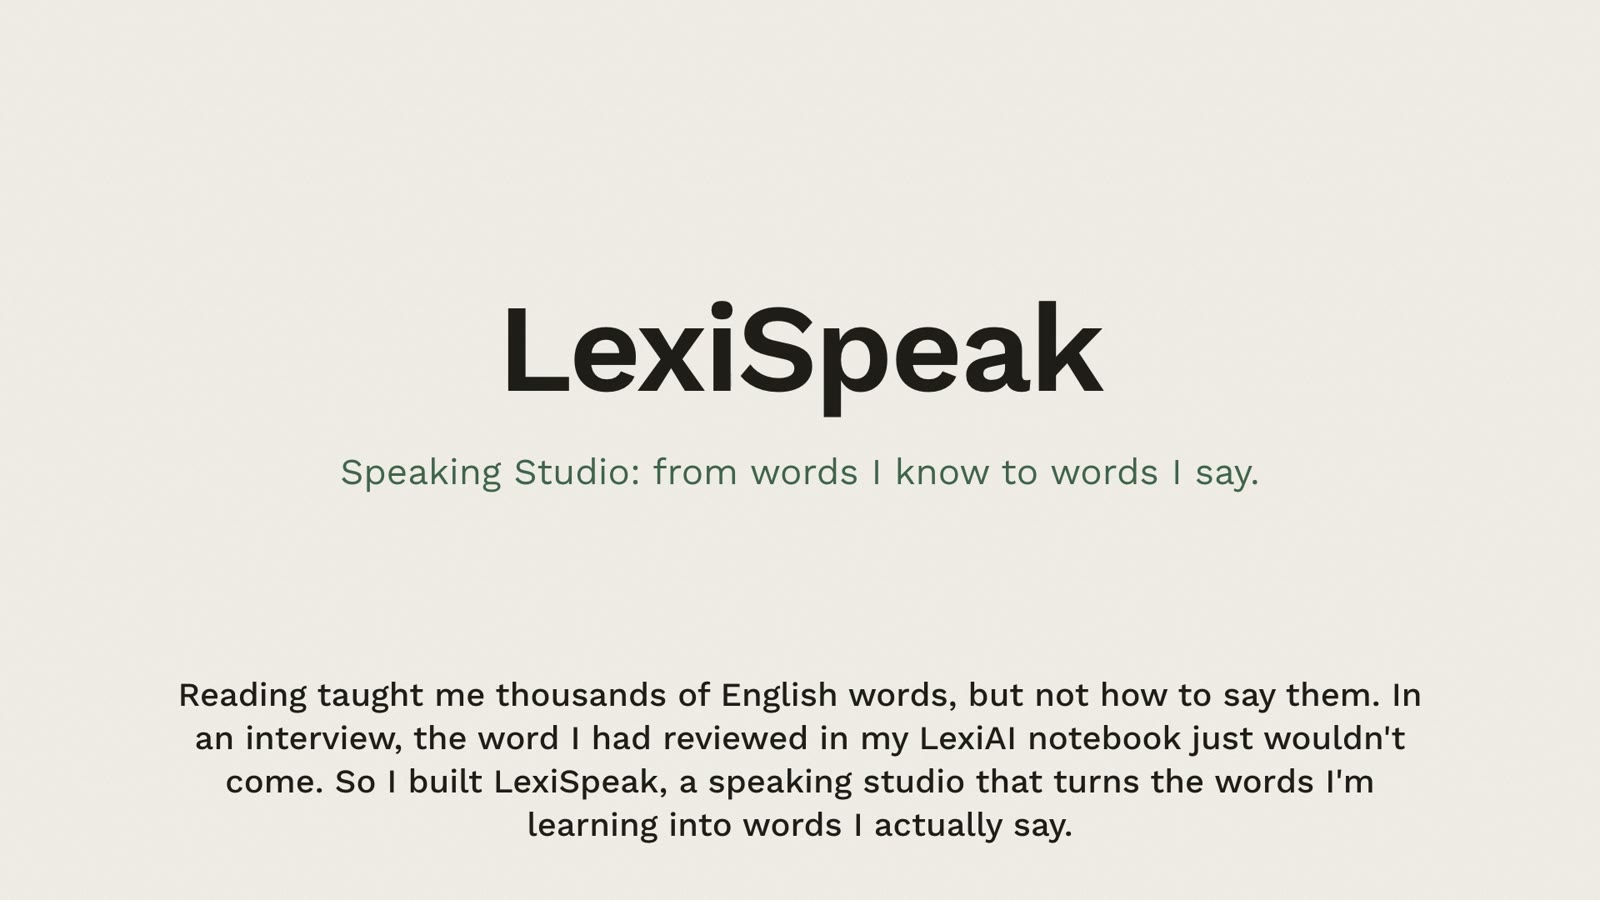 LexiSpeak
Speaking Studio: from words I know to words I say.
Reading taught me thousands of English words, but not how to say them. In
an interview, the word I had reviewed in my LexiAI notebook just wouldn't
come. So I built LexiSpeak, a speaking studio that turns the words I'm
learning into words I actually say.